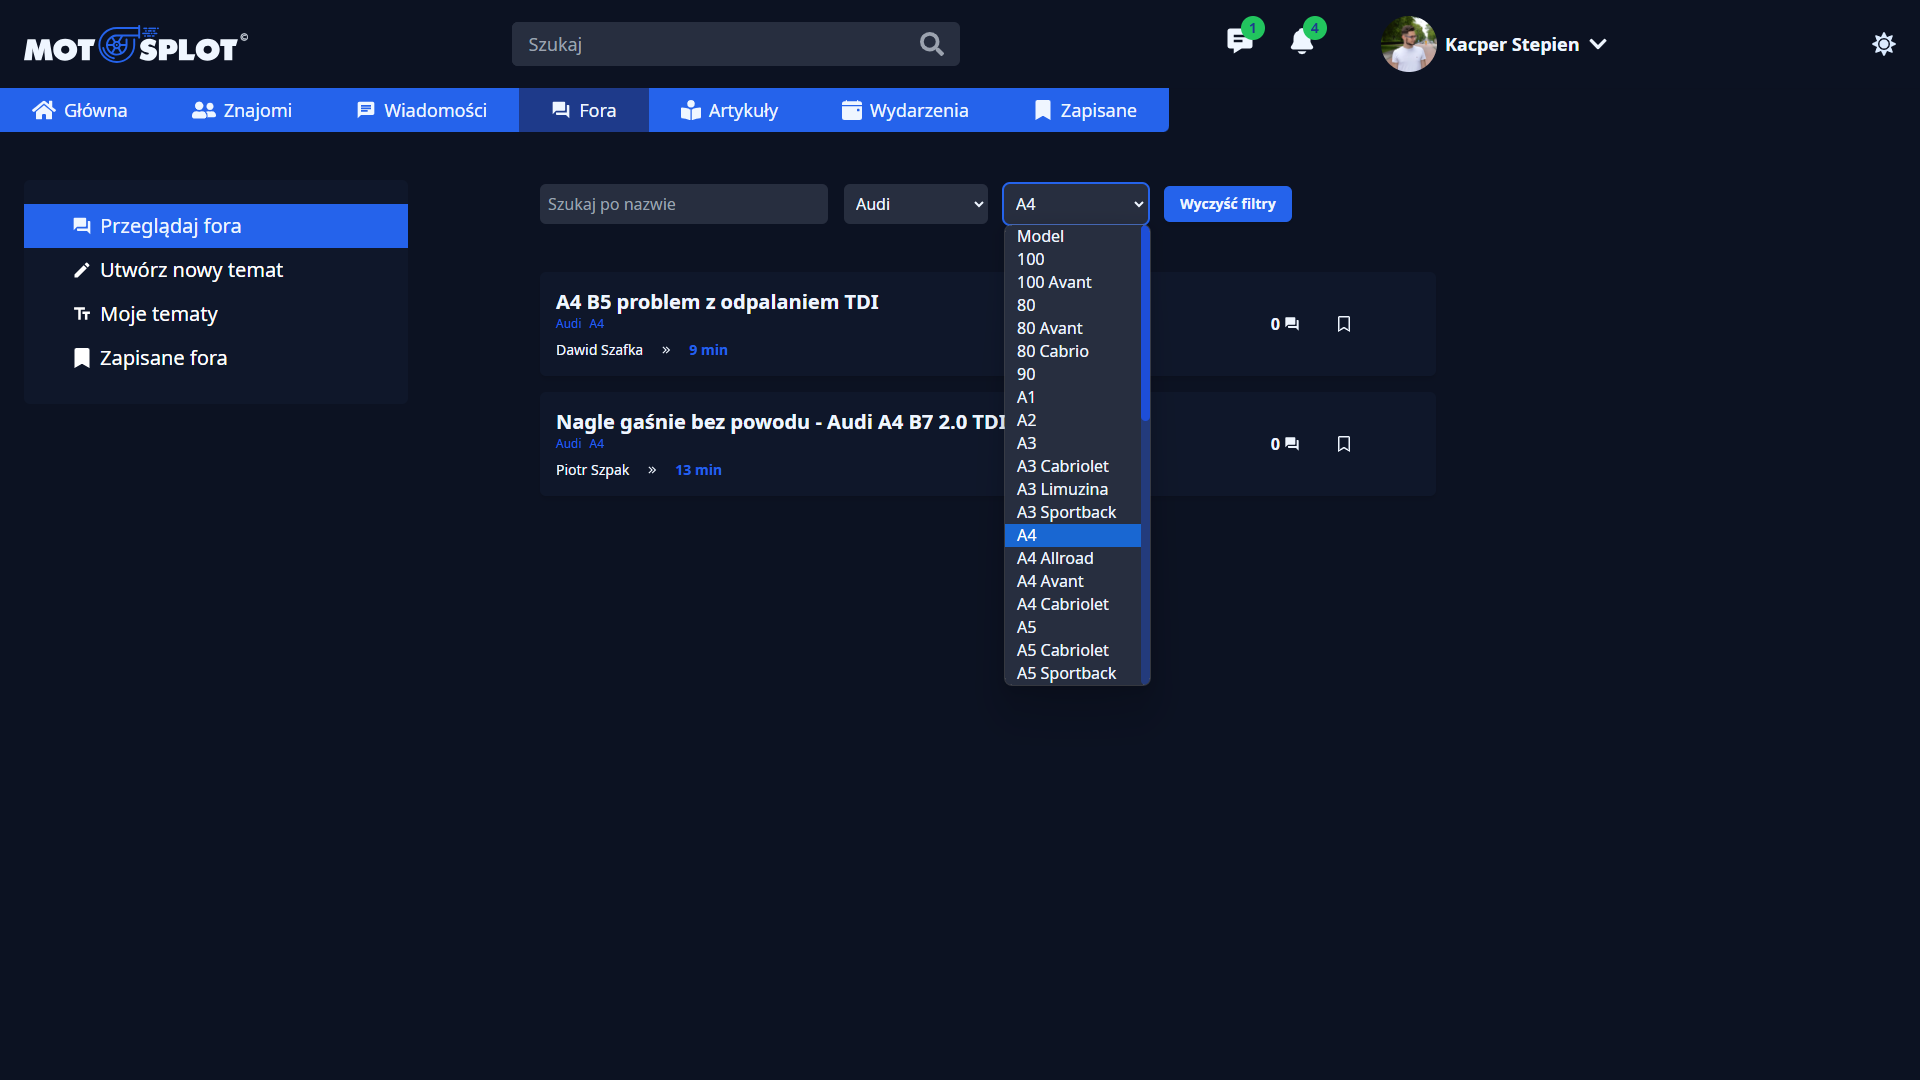 MOTOSPLOT©
Szukaj
1
4
Kacper Stepien
Główna
Znajomi
Wiadomości
Fora
Artykuły
Wydarzenia
Zapisane
Przeglądaj fora
Utwórz nowy temat
Moje tematy
Zapisane fora
Szukaj po nazwie
Audi
A4
Wyczyść filtry
Model
100
100 Avant
80
80 Avant
80 Cabrio
90
A1
A2
A3
A3 Cabriolet
A3 Limuzina
A3 Sportback
A4
A4 Allroad
A4 Avant
A4 Cabriolet
A5
A5 Cabriolet
A5 Sportback
A4 B5 problem z odpalaniem TDI
Audi A4
Dawid Szafka » 9 min
0
Nagle gaśnie bez powodu - Audi A4 B7 2.0 TDI
Audi A4
Piotr Szpak » 13 min
0